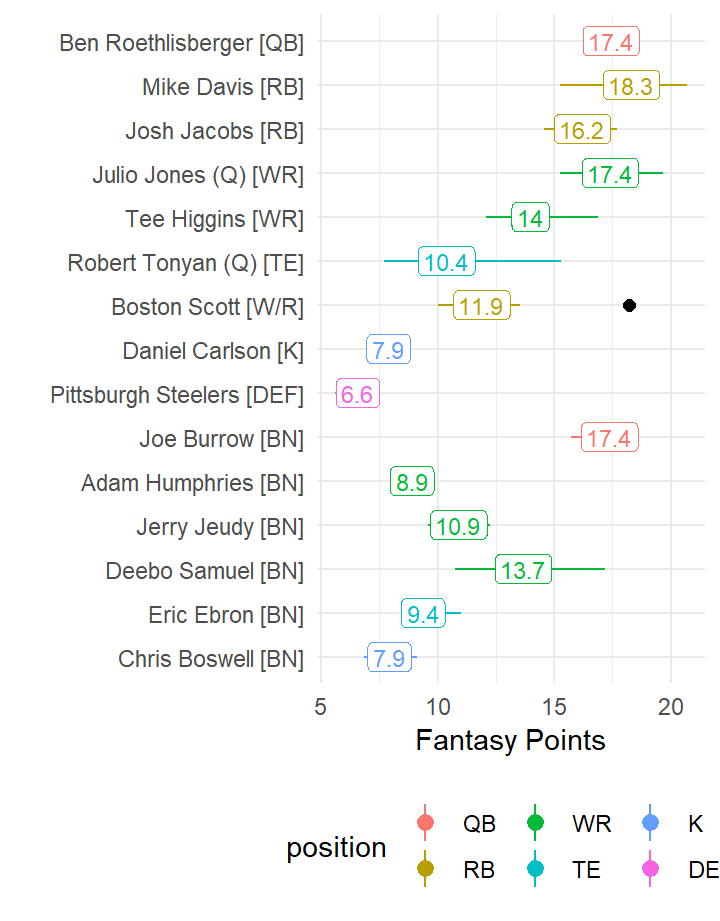 Ben Roethlisberger [QB] 17.4
Mike Davis [RB] 18.3
Josh Jacobs [RB] 16.2
Julio Jones (Q) [WR] 17.4
Tee Higgins [WR] 14
Robert Tonyan (Q) [TE] 10.4
Boston Scott [W/R] 11.9
Daniel Carlson [K] 7.9
Pittsburgh Steelers [DEF] 6.6
Joe Burrow [BN] 17.4
Adam Humphries [BN] 8.9
Jerry Jeudy [BN] 10.9
Deebo Samuel [BN] 13.7
Eric Ebron [BN] 9.4
Chris Boswell [BN] 7.9
5 10 15 20
Fantasy Points
position
QB WR K
RB TE DE